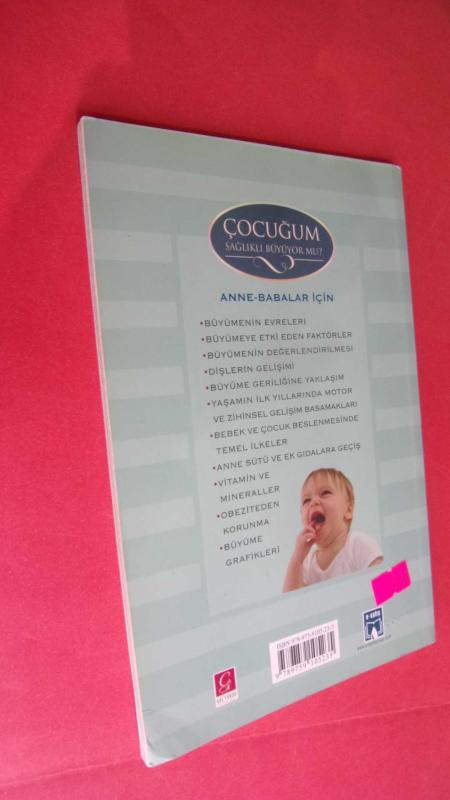 ÇOCUĞUM
SAĞLIKLI BÜYÜYOR MU?
ANNE-BABALAR İÇİN
•BÜYÜMENİN EVRELERİ
•BÜYÜMEYE ETKİ EDEN FAKTÖRLER
•BÜYÜMENİN DEĞERLENDİRİLMESİ
•DİŞLERİN GELİŞİMİ
•BÜYÜME GERİLİĞİNE YAKLAŞIM
•YAŞAMIN İLK YILLARINDA MOTOR
VE ZİHİNSEL GELİŞİM BASAMAKLARI
•BEBEK VE ÇOCUK BESLENMESİNDE
TEMEL İLKELER
•ANNE SÜTÜ VE EK GIDALARA GEÇİŞ
•VİTAMİN VE
MİNERALLER
•OBEZİTEDEN
KORUNMA
•BÜYÜME
GRAFİKLERİ